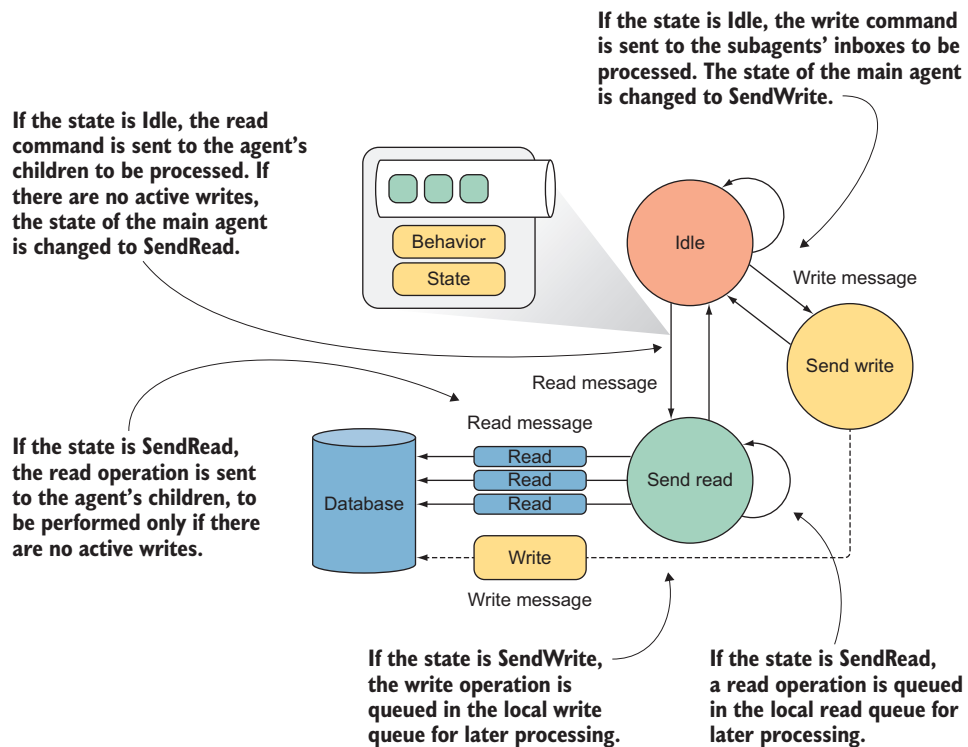 If the state is Idle, the write command
is sent to the subagents’ inboxes to be
processed. The state of the main agent
is changed to SendWrite.
If the state is Idle, the read
command is sent to the agent’s
children to be processed. If
there are no active writes,
the state of the main agent
is changed to SendRead.
Behavior
State
Idle
Write message
Send write
Read message
If the state is SendRead,
the read operation is sent
to the agent’s children, to
be performed only if there
are no active writes.
Read message
Database
Read
Read
Read
Send read
Write
Write message
If the state is SendWrite,
the write operation is
queued in the local write
queue for later processing.
If the state is SendRead,
a read operation is queued
in the local read queue for
later processing.